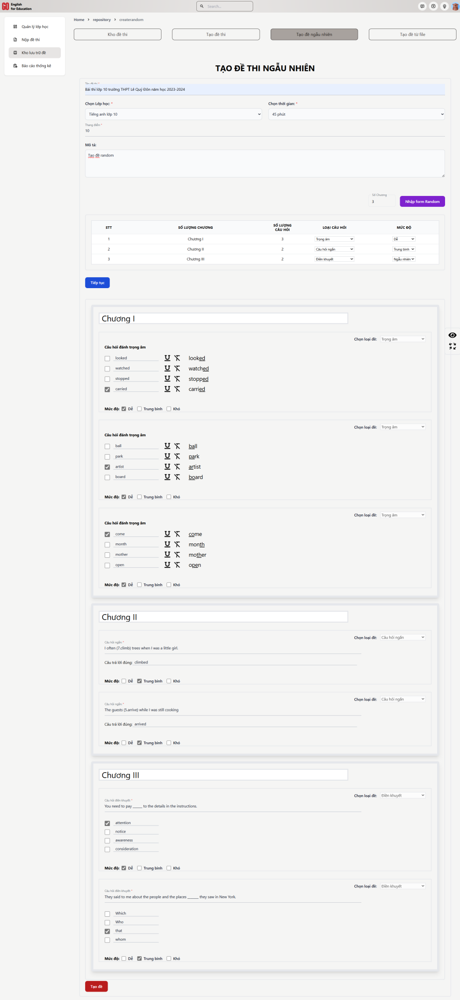 GO English
for Education
Search...
Quản lý lớp học
Nộp đề thi
Kho lưu trữ đề
Báo cáo thống kê
Home > repository > createrandom
Kho đề thi
Tạo đề thi
Tạo đề ngẫu nhiên
Tạo đề từ file
TẠO ĐỀ THI NGẪU NHIÊN
Tên đề thi *
Bài thi lớp 10 trường THPT Lê Quý Đôn năm học 2023-2024
Chọn Lớp học: * Chọn thời gian: *
Tiếng anh lớp 10 45 phút
Thang điểm *
10
Mô tả:
Tạo đề random
Số Chương
3
Nhập form Random
STT SỐ LƯỢNG CHƯƠNG SỐ LƯỢNG CÂU HỎI LOẠI CÂU HỎI MỨC ĐỘ
1 Chương I 3 Trọng âm Dễ
2 Chương II 2 Câu hỏi ngắn Trung bình
3 Chương III 2 Điền khuyết Ngẫu nhiên
Tiếp tục
Chương I
Chọn loại đề: Trọng âm
Câu hỏi đánh trọng âm
looked U looked
watched U watched
stopped U stopped
carried U carried
Mức độ: Dễ Trung bình Khó
Chọn loại đề: Trọng âm
Câu hỏi đánh trọng âm
ball U ball
park U park
artist U artist
board U board
Mức độ: Dễ Trung bình Khó
Chọn loại đề: Trọng âm
Câu hỏi đánh trọng âm
come U come
month U month
mother U mother
open U open
Mức độ: Dễ Trung bình Khó
Chương II
Chọn loại đề: Câu hỏi ngắn
Câu hỏi ngắn: *
I often (7.climb) trees when I was a little girl.
Câu trả lời đúng: climbed
Mức độ: Dễ Trung bình Khó
Chọn loại đề: Câu hỏi ngắn
Câu hỏi ngắn: *
The guests (5.arrive) while I was still cooking
Câu trả lời đúng: arrived
Mức độ: Dễ Trung bình Khó
Chương III
Chọn loại đề: Điền khuyết
Câu hỏi điền khuyết: *
You need to pay _____ to the details in the instructions.
attention
notice
awareness
consideration
Mức độ: Dễ Trung bình Khó
Chọn loại đề: Điền khuyết
Câu hỏi điền khuyết: *
They said to me about the people and the places ______ they saw in New York.
Which
Who
that
whom
Mức độ: Dễ Trung bình Khó
Tạo đề